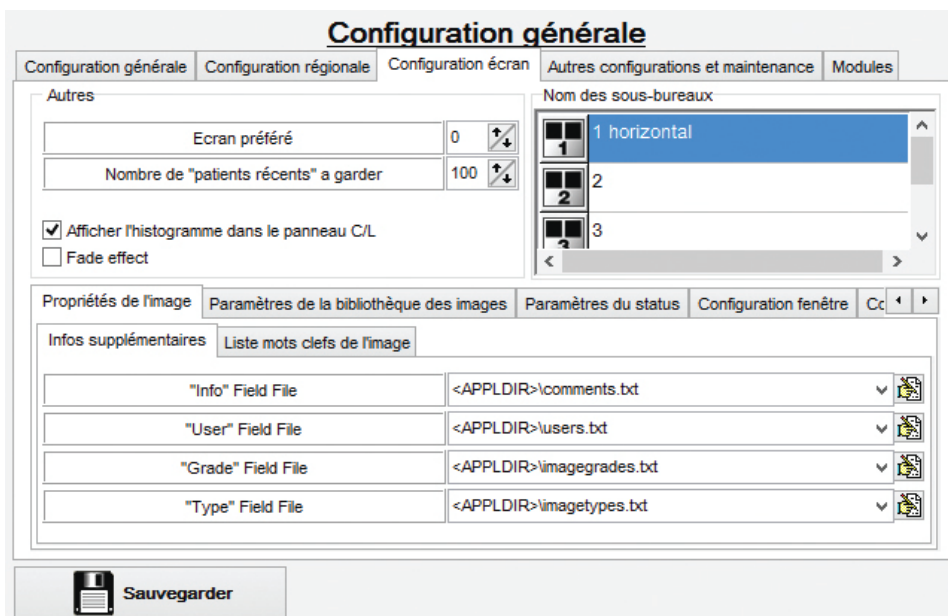 Configuration générale
Configuration générale Configuration régionale Configuration écran Autres configurations et maintenance Modules
Autres
Ecran préféré 0
Nombre de "patients récents" a garder 100
Afficher l'histogramme dans le panneau C/L
Fade effect
Nom des sous-bureaux
1 1 horizontal
2 2
3 3
Propriétés de l'image Paramètres de la bibliothèque des images Paramètres du status Configuration fenêtre Cc
Infos supplémentaires Liste mots clefs de l'image
"Info" Field File <APPLDIR>\comments.txt
"User" Field File <APPLDIR>\users.txt
"Grade" Field File <APPLDIR>\imagegrades.txt
"Type" Field File <APPLDIR>\imagetypes.txt
Sauvegarder